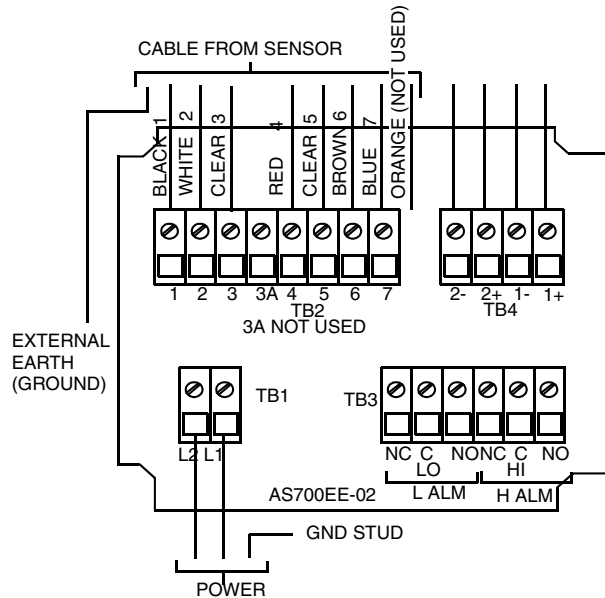 CABLE FROM SENSOR
BLACK 1
WHITE 2
CLEAR 3
RED 4
CLEAR 5
BROWN 6
BLUE 7
ORANGE (NOT USED)
1 2 3 3A 4 5 6 7
TB2
3A NOT USED
2- 2+ 1- 1+
TB4
EXTERNAL
EARTH
(GROUND)
TB1
L2 L1
TB3
NC C NO NC C NO
LO HI
L ALM H ALM
AS700EE-02
GND STUD
POWER